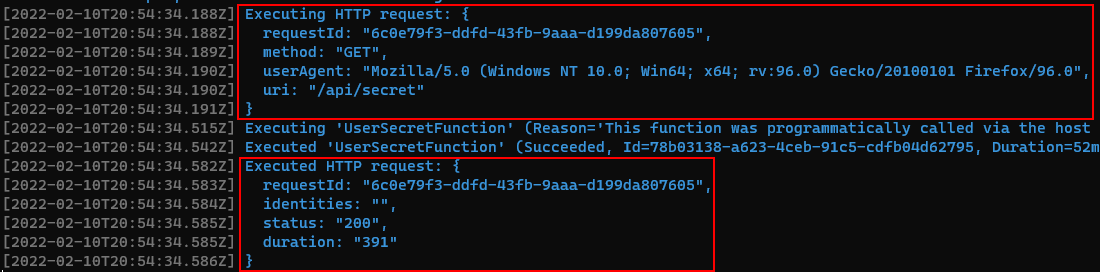 [2022-02-10T20:54:34.188Z] Executing HTTP request: {
[2022-02-10T20:54:34.188Z]   requestId: "6c0e79f3-ddfd-43fb-9aaa-d199da807605",
[2022-02-10T20:54:34.189Z]   method: "GET",
[2022-02-10T20:54:34.190Z]   userAgent: "Mozilla/5.0 (Windows NT 10.0; Win64; x64; rv:96.0) Gecko/20100101 Firefox/96.0",
[2022-02-10T20:54:34.190Z]   uri: "/api/secret"
[2022-02-10T20:54:34.191Z] }
[2022-02-10T20:54:34.515Z] Executing 'UserSecretFunction' (Reason='This function was programmatically called via the host
[2022-02-10T20:54:34.542Z] Executed 'UserSecretFunction' (Succeeded, Id=78b03138-a623-4ceb-91c5-cdfb04d62795, Duration=52m
[2022-02-10T20:54:34.582Z] Executed HTTP request: {
[2022-02-10T20:54:34.583Z]   requestId: "6c0e79f3-ddfd-43fb-9aaa-d199da807605",
[2022-02-10T20:54:34.584Z]   identities: "",
[2022-02-10T20:54:34.585Z]   status: "200",
[2022-02-10T20:54:34.585Z]   duration: "391"
[2022-02-10T20:54:34.586Z] }